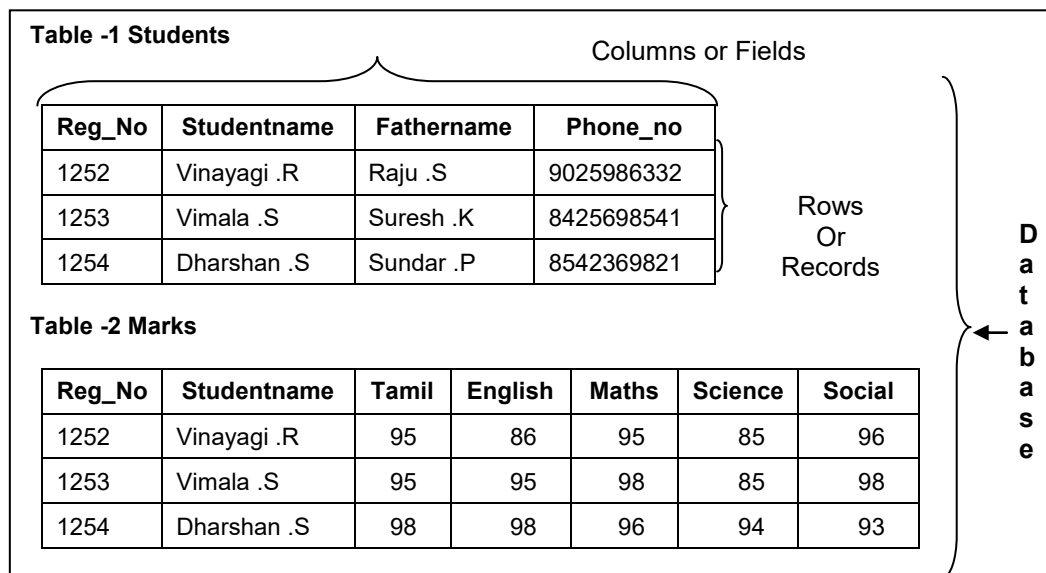 Table -1 Students
Columns or Fields
Reg_No Studentname Fathername Phone_no
1252 Vinayagi .R Raju .S 9025986332
1253 Vimala .S Suresh .K 8425698541
1254 Dharshan .S Sundar .P 8542369821
Rows
Or
Records
Table -2 Marks
Reg_No Studentname Tamil English Maths Science Social
1252 Vinayagi .R 95 86 95 85 96
1253 Vimala .S 95 95 98 85 98
1254 Dharshan .S 98 98 96 94 93
Database